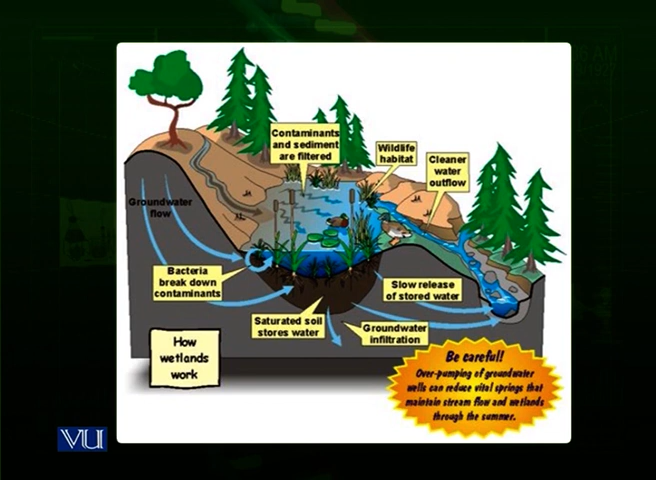 Contaminants
and sediment
are filtered
Wildlife
habitat
Cleaner
water
outflow
Groundwater
flow
Bacteria
break down
contaminants
Slow release
of stored water
Saturated soil
stores water
Groundwater
infiltration
How
wetlands
work
Be careful!
Over-pumping of groundwater
wells can reduce vital springs that
maintain stream flow and wetlands
through the summer.
VU